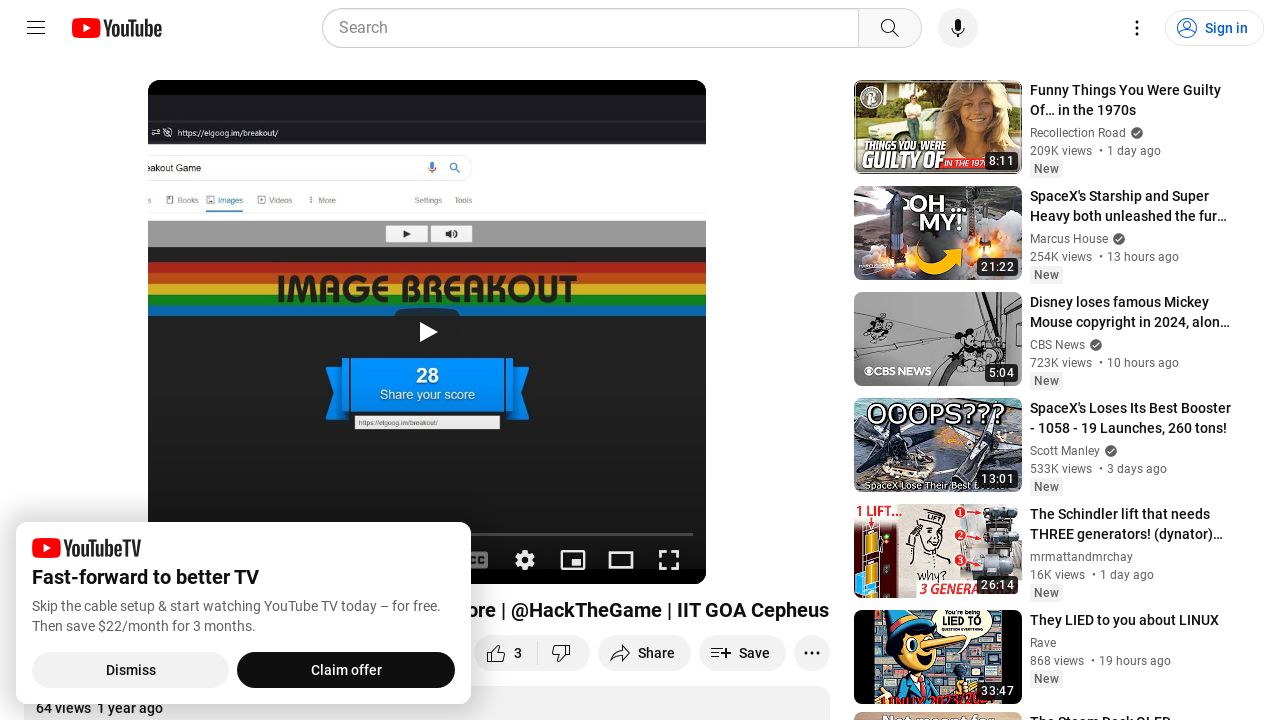 YouTube
Search
Sign in
https://elgoog.im/breakout/
eakout Game
Books
Images
Videos
More
Settings
Tools
IMAGE BREAKOUT
28
Share your score
https://elgoog.im/breakout/
YouTubeTV
Fast-forward to better TV
Skip the cable setup & start watching YouTube TV today – for free.
Then save $22/month for 3 months.
Dismiss
Claim offer
ore | @HackTheGame | IIT GOA Cepheus
3
Share
Save
64 views 1 year ago
THINGS YOU WERE
GUILTY OF
IN THE 197
8:11
Funny Things You Were Guilty
Of… in the 1970s
Recollection Road
209K views • 1 day ago
New
OH ...
MY!
MARCUS HOUSE
21:22
SpaceX's Starship and Super
Heavy both unleashed the fur…
Marcus House
254K views • 13 hours ago
New
CBS NEWS
5:04
Disney loses famous Mickey
Mouse copyright in 2024, alon…
CBS News
723K views • 10 hours ago
New
OOOPS???
SpaceX Lose Their Best
13:01
SpaceX's Loses Its Best Booster
- 1058 - 19 Launches, 260 tons!
Scott Manley
533K views • 3 days ago
New
1 LIFT...
LIFT
1
2
3
why?
3 GENERA
26:14
The Schindler lift that needs
THREE generators! (dynator)…
mrmattandmrchay
16K views • 1 day ago
New
You're being
LIED TO
QUESTION EVERYTHING
33:47
They LIED to you about LINUX
Rave
868 views • 19 hours ago
New
Not meant for
The Steam Deck OLED